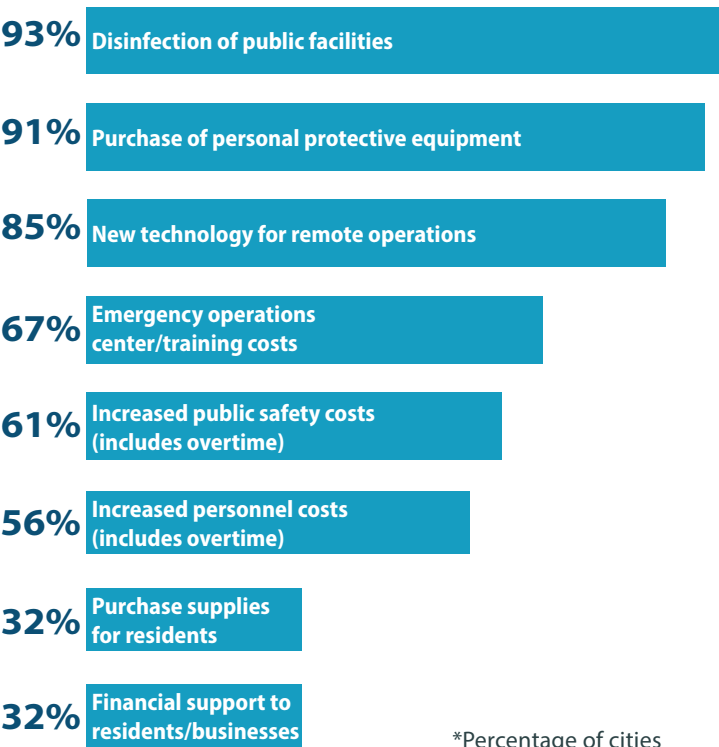 93% Disinfection of public facilities
91% Purchase of personal protective equipment
85% New technology for remote operations
67% Emergency operations
center/training costs
61% Increased public safety costs
(includes overtime)
56% Increased personnel costs
(includes overtime)
32% Purchase supplies
for residents
32% Financial support to
residents/businesses
*Percentage of cities